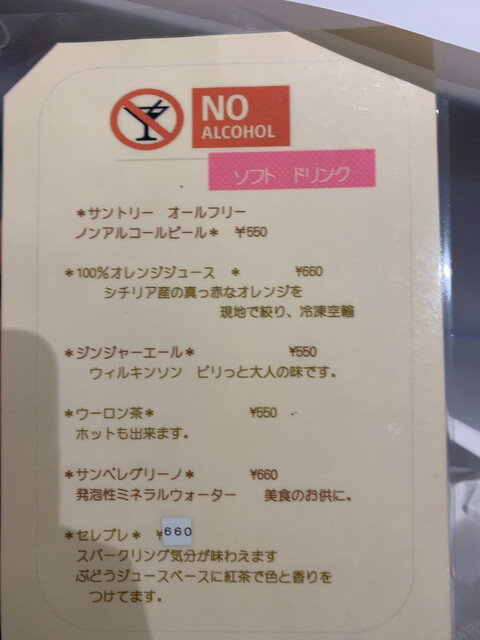 NO
ALCOHOL
ソフト ドリンク
*サントリー オールフリー
ノンアルコールビール* ¥550
*100%オレンジジュース * ¥660
シチリア産の真っ赤なオレンジを
現地で絞り、冷凍空輸
*ジンジャーエール* ¥550
ウィルキンソン ピリっと大人の味です。
*ウーロン茶* ¥550
ホットも出来ます。
*サンペレグリーノ* ¥660
発泡性ミネラルウォーター 美食のお供に。
*セレブレ* ¥660
スパークリング気分が味わえます
ぶどうジュースベースに紅茶で色と香りを
つけてます。